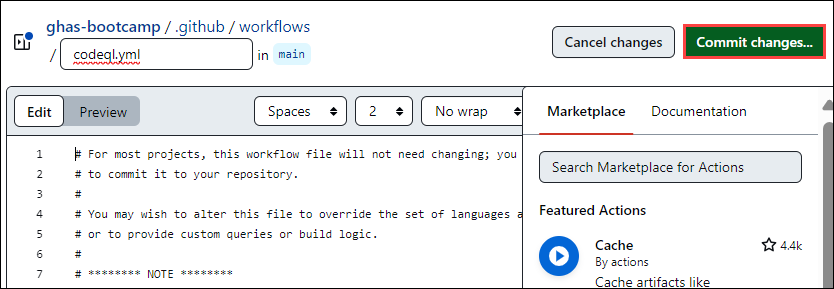 ghas-bootcamp / .github / workflows
/ codeql.yml in main
Cancel changes
Commit changes...
Edit
Preview
Spaces
2
No wrap
1 # For most projects, this workflow file will not need changing; you
2 # to commit it to your repository.
3 #
4 # You may wish to alter this file to override the set of languages a
5 # or to provide custom queries or build logic.
6 #
7 # ******** NOTE ********
Marketplace
Documentation
Search Marketplace for Actions
Featured Actions
Cache
4.4k
By actions
Cache artifacts like